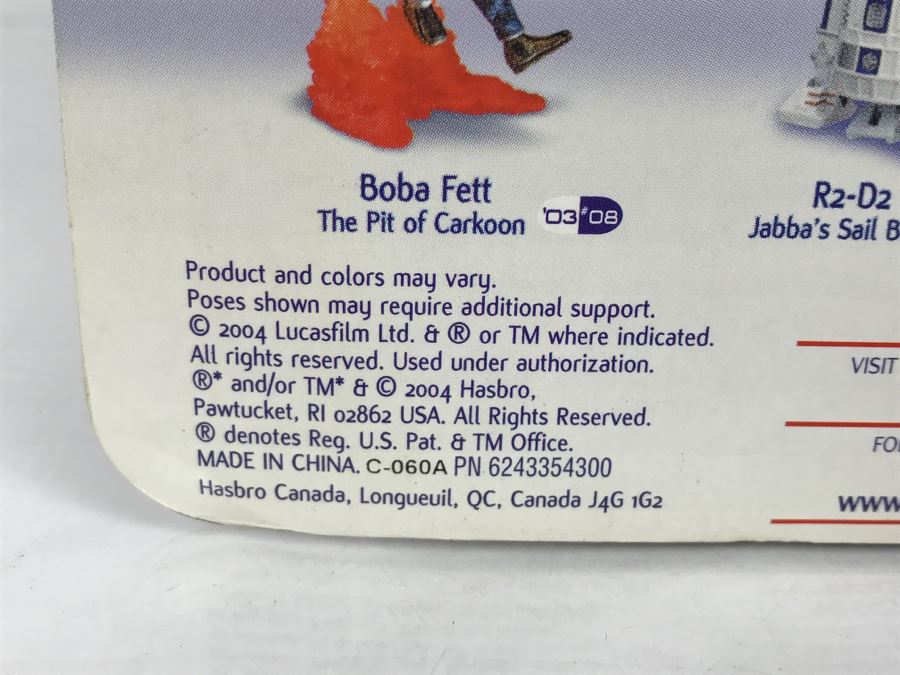 Boba Fett
The Pit of Carkoon '03 #08
R2-D2
Jabba's Sail B
Product and colors may vary.
Poses shown may require additional support.
© 2004 Lucasfilm Ltd. & ® or TM where indicated.
All rights reserved. Used under authorization.
®* and/or TM* & © 2004 Hasbro,
Pawtucket, RI 02862 USA. All Rights Reserved.
® denotes Reg. U.S. Pat. & TM Office.
MADE IN CHINA. C-060A PN 6243354300
Hasbro Canada, Longueuil, QC, Canada J4G 1G2
VISIT
FO
www